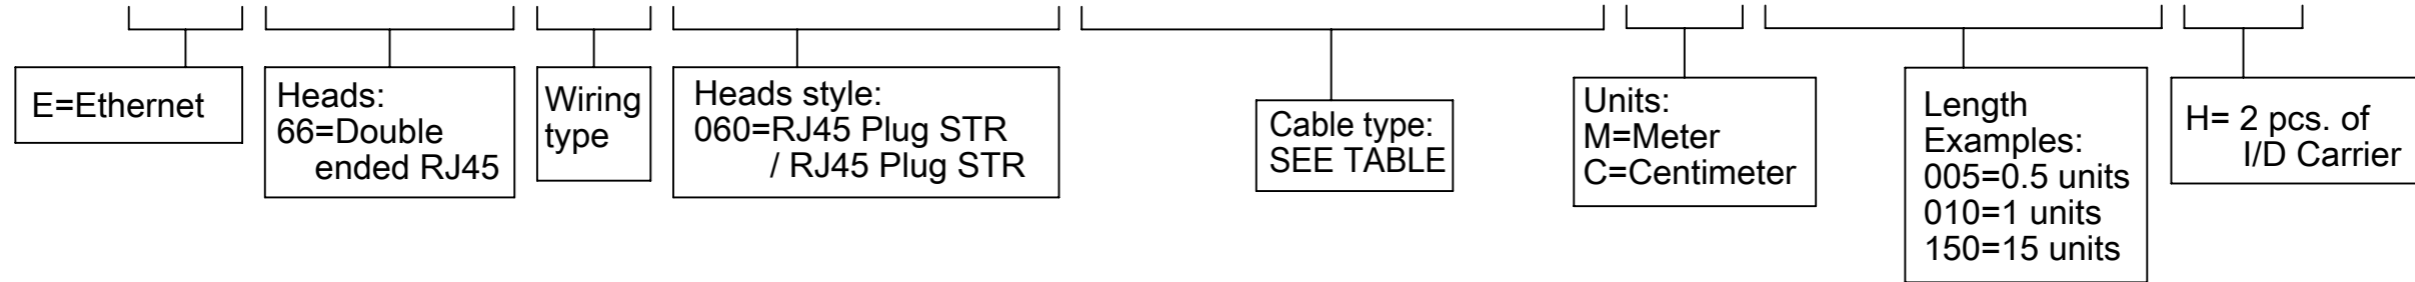 E=Ethernet
Heads:
66=Double
ended RJ45
Wiring
type
Heads style:
060=RJ45 Plug STR
/ RJ45 Plug STR
Cable type:
SEE TABLE
Units:
M=Meter
C=Centimeter
Length
Examples:
005=0.5 units
010=1 units
150=15 units
H= 2 pcs. of
I/D Carrier